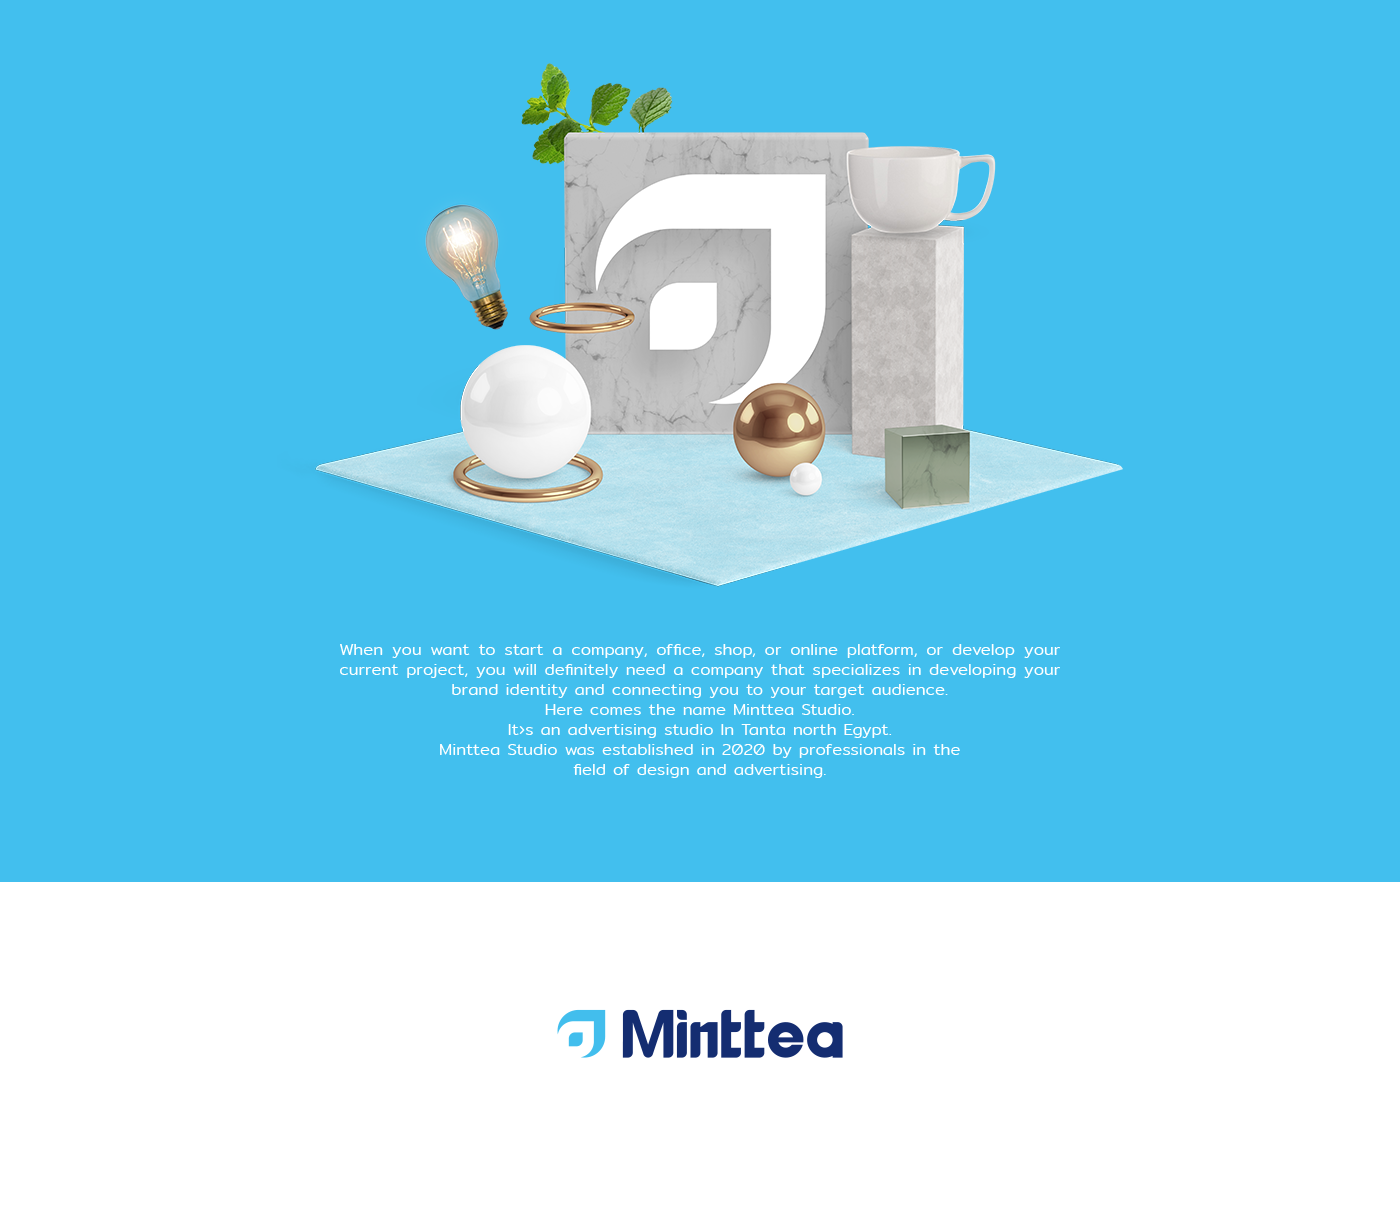 When you want to start a company, office, shop, or online platform, or develop your
current project, you will definitely need a company that specializes in developing your
brand identity and connecting you to your target audience.
Here comes the name Minttea Studio.
It›s an advertising studio In Tanta north Egypt.
Minttea Studio was established in 2020 by professionals in the
field of design and advertising.
Minttea